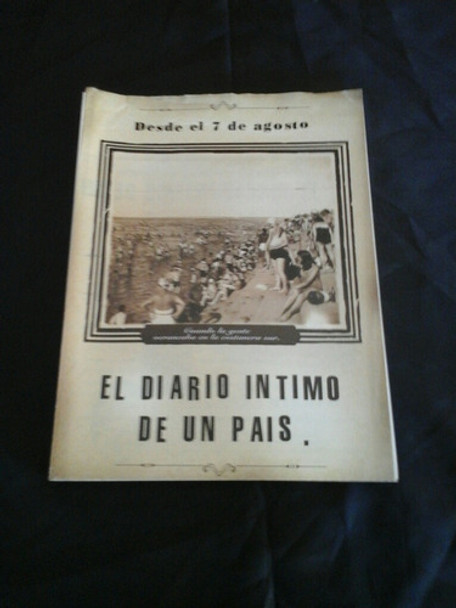 Desde el 7 de agosto
Cuando la gente
veraneaba en la costanera sur.
EL DIARIO INTIMO
DE UN PAIS.